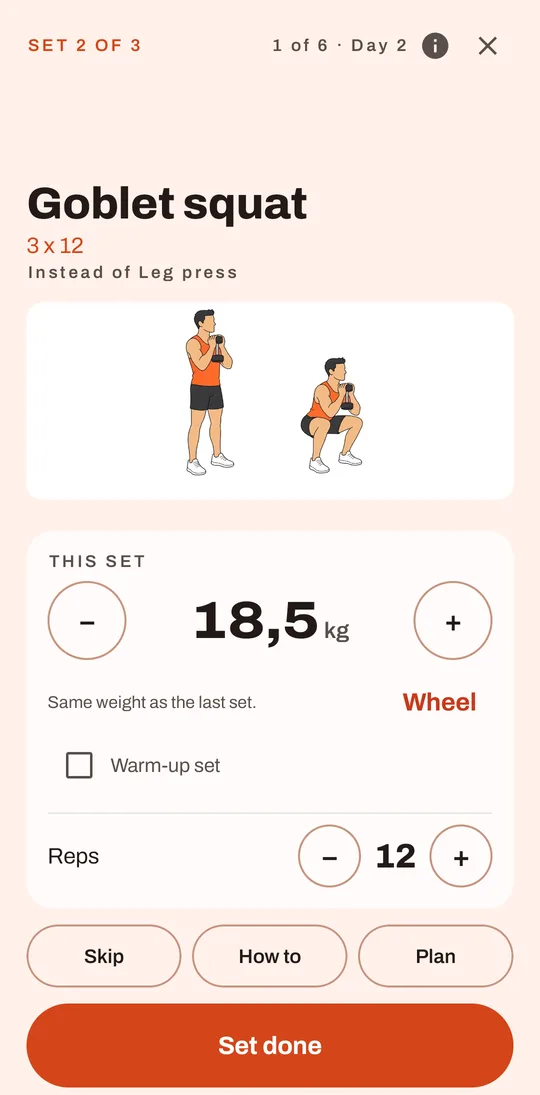 SET 2 OF 3
1 of 6 · Day 2
Goblet squat
3 x 12
Instead of Leg press
THIS SET
– 18,5 kg +
Same weight as the last set.
Wheel
Warm-up set
Reps – 12 +
Skip
How to
Plan
Set done